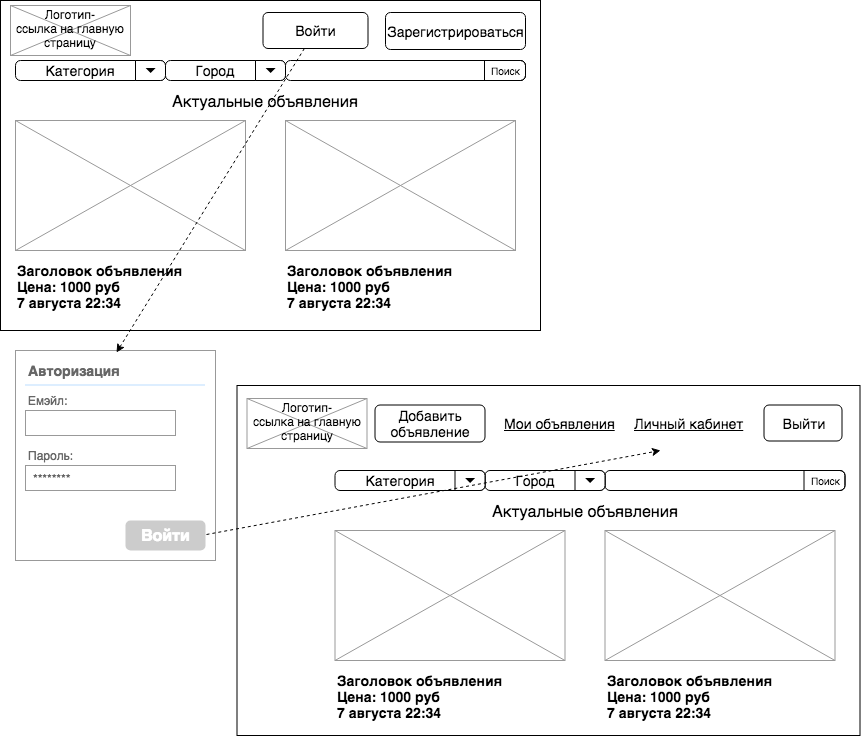 Логотип-
ссылка на главную
страницу
Войти
Зарегистрироваться
Категория
Город
Поиск
Актуальные объявления
Заголовок объявления
Цена: 1000 руб
7 августа 22:34
Заголовок объявления
Цена: 1000 руб
7 августа 22:34
Авторизация
Емэйл:
Пароль:
********
Войти
Логотип-
ссылка на главную
страницу
Добавить
объявление
Мои объявления
Личный кабинет
Выйти
Категория
Город
Поиск
Актуальные объявления
Заголовок объявления
Цена: 1000 руб
7 августа 22:34
Заголовок объявления
Цена: 1000 руб
7 августа 22:34